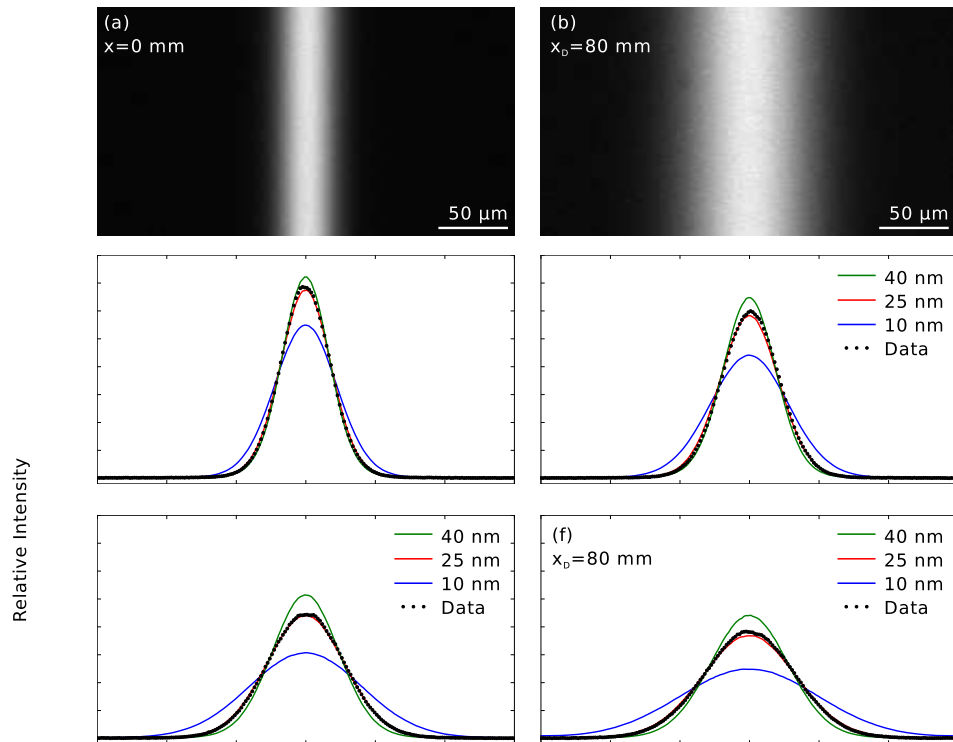 (a)
x=0 mm
50 µm
(b)
x_D=80 mm
50 µm
40 nm
25 nm
10 nm
Data
Relative Intensity
40 nm
25 nm
10 nm
Data
(f)
x_D=80 mm
40 nm
25 nm
10 nm
Data